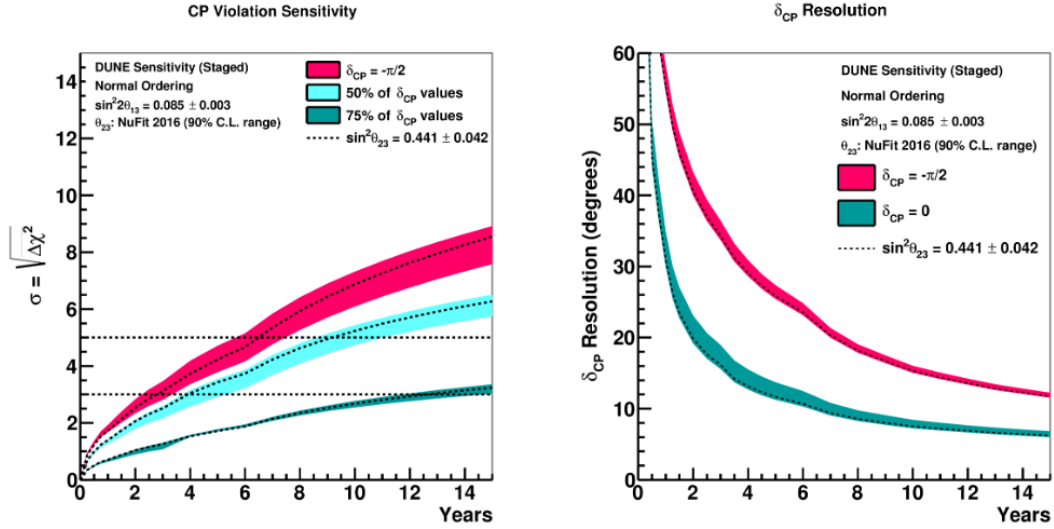 CP Violation Sensitivity
DUNE Sensitivity (Staged)
Normal Ordering
sin²2θ₁₃ = 0.085 ± 0.003
θ₂₃: NuFit 2016 (90% C.L. range)
δCP = -π/2
50% of δCP values
75% of δCP values
sin²θ₂₃ = 0.441 ± 0.042
σ = √Δχ²
14
12
10
8
6
4
2
0
0 2 4 6 8 10 12 14
Years
δCP Resolution
DUNE Sensitivity (Staged)
Normal Ordering
sin²2θ₁₃ = 0.085 ± 0.003
θ₂₃: NuFit 2016 (90% C.L. range)
δCP = -π/2
δCP = 0
sin²θ₂₃ = 0.441 ± 0.042
δCP Resolution (degrees)
60
50
40
30
20
10
0
0 2 4 6 8 10 12 14
Years